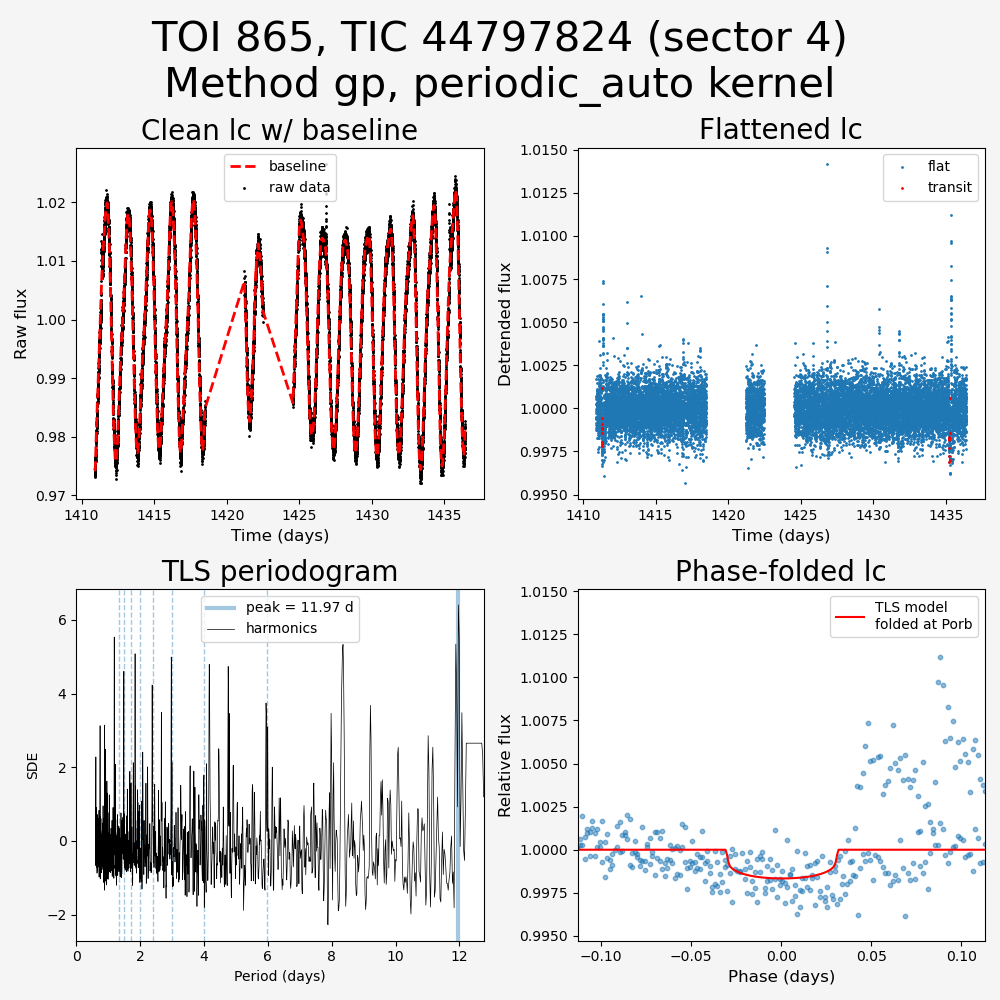 TOI 865, TIC 44797824 (sector 4)
Method gp, periodic_auto kernel
Clean lc w/ baseline
baseline
raw data
Raw flux
1.02
1.01
1.00
0.99
0.98
0.97
1410 1415 1420 1425 1430 1435
Time (days)
Flattened lc
flat
transit
Detrended flux
1.0150
1.0125
1.0100
1.0075
1.0050
1.0025
1.0000
0.9975
0.9950
1410 1415 1420 1425 1430 1435
Time (days)
TLS periodogram
peak = 11.97 d
harmonics
SDE
6
4
2
0
−2
0 2 4 6 8 10 12
Period (days)
Phase-folded lc
TLS model
folded at Porb
Relative flux
1.0150
1.0125
1.0100
1.0075
1.0050
1.0025
1.0000
0.9975
0.9950
−0.10 −0.05 0.00 0.05 0.10
Phase (days)